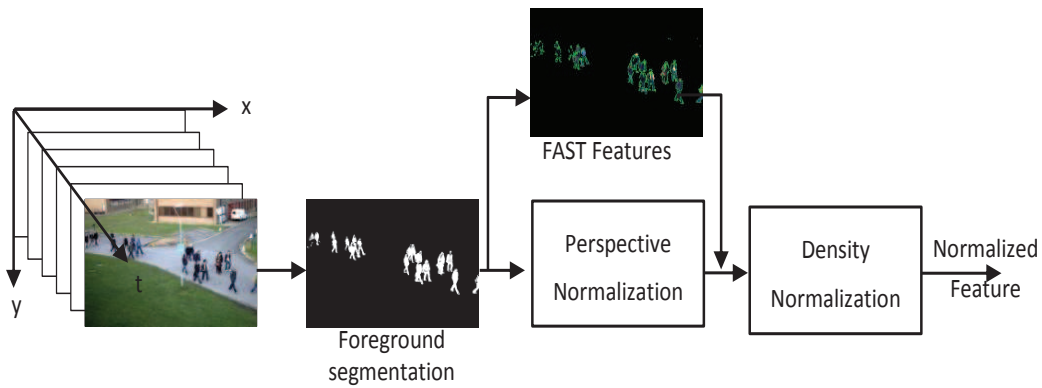 x
y
t
Foreground
segmentation
FAST Features
Perspective
Normalization
Density
Normalization
Normalized
Feature